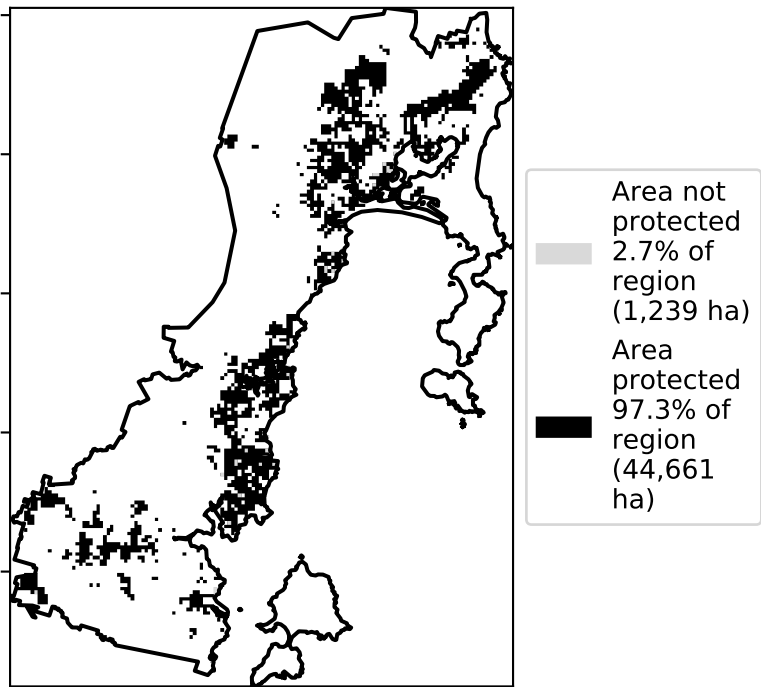 Area not
protected
2.7% of
region
(1,239 ha)
Area
protected
97.3% of
region
(44,661
ha)